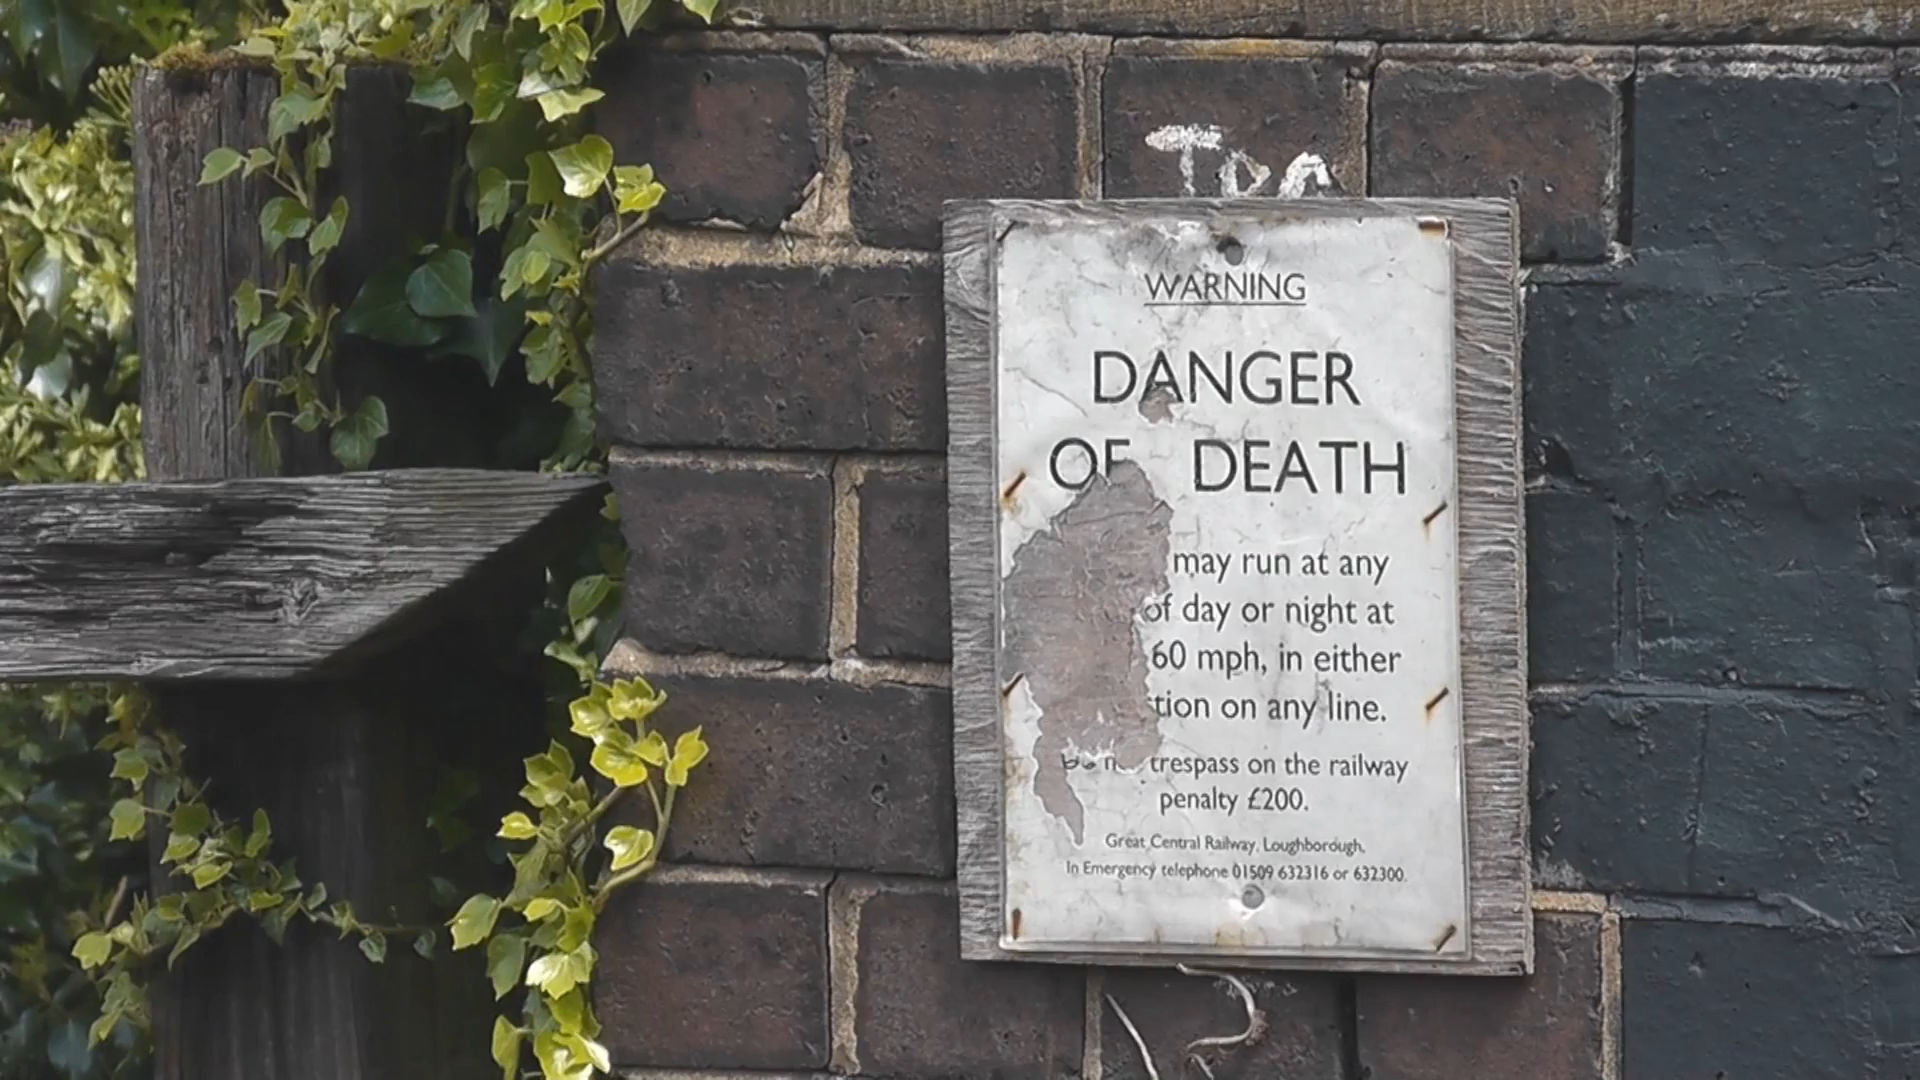 WARNING
DANGER
OF DEATH
may run at any
of day or night at
60 mph, in either
tion on any line.
trespass on the railway
penalty £200.
Great Central Railway, Loughborough,
In Emergency telephone 01509 632316 or 632300.